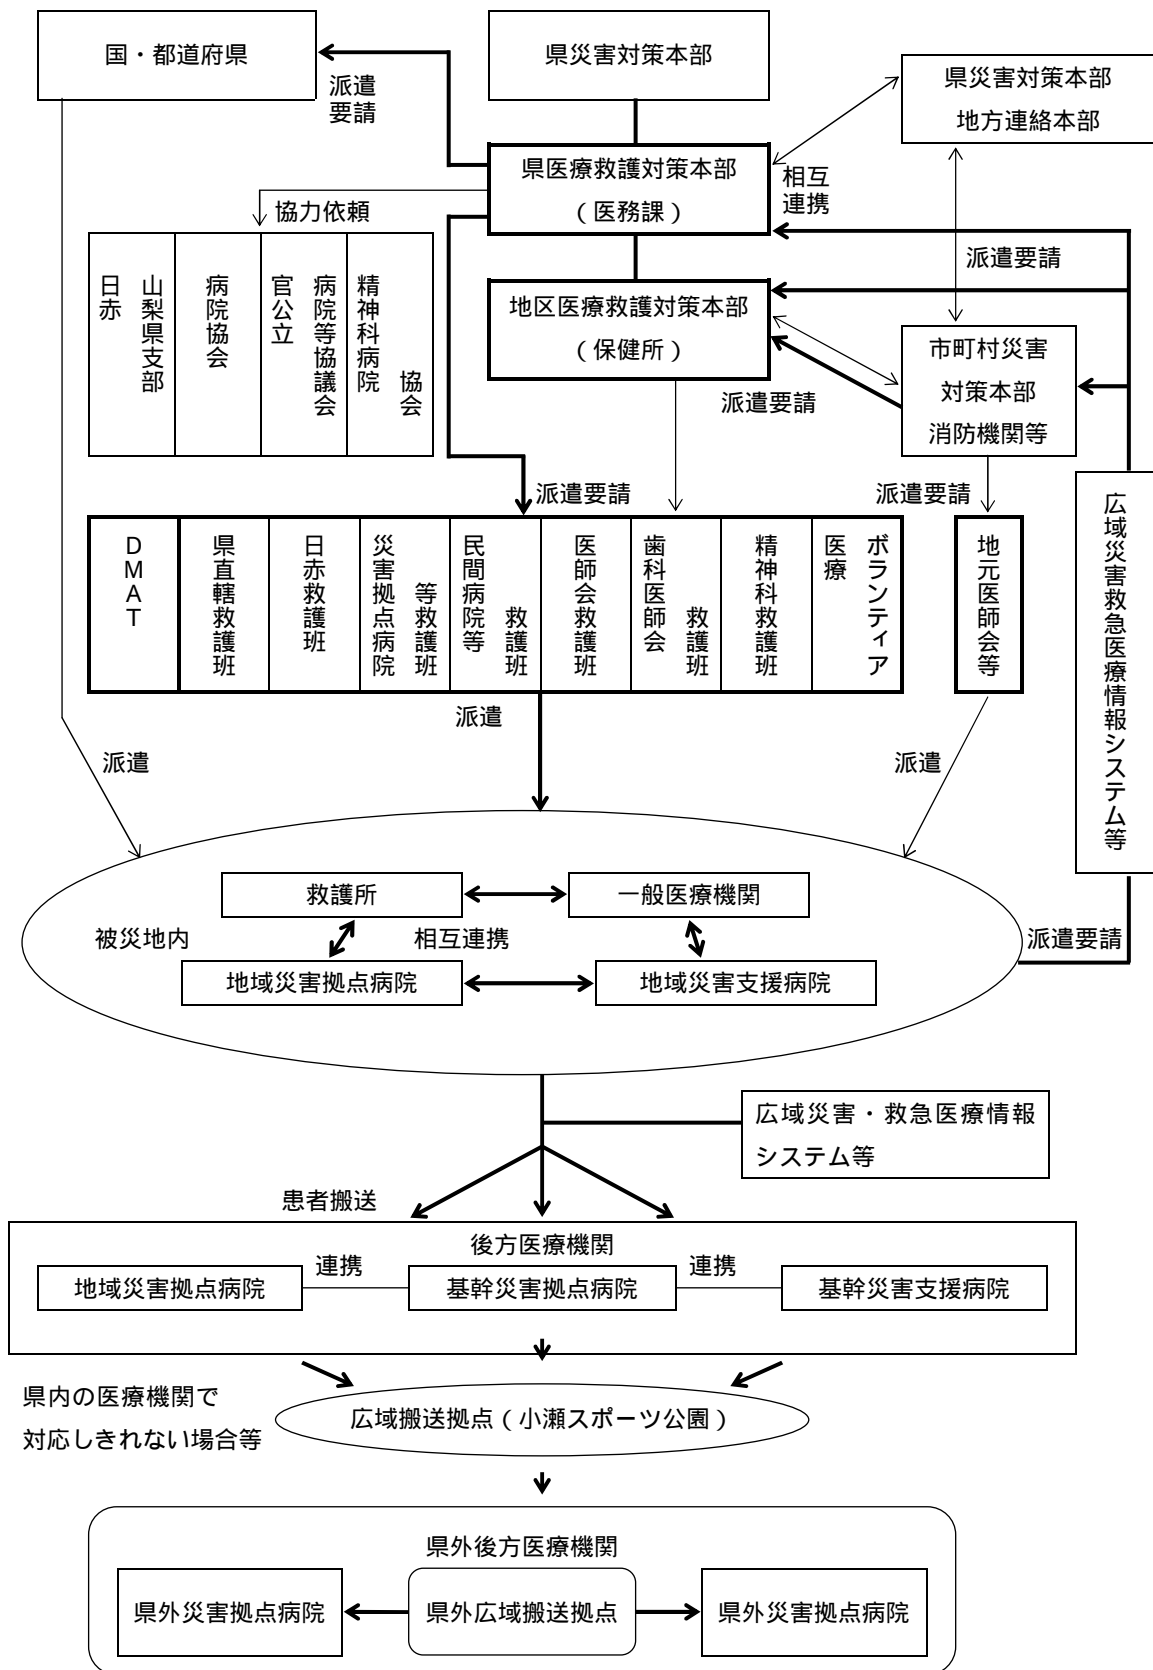 国・都道府県
県災害対策本部
県災害対策本部
地方連絡本部
派遣
要請
県医療救護対策本部
（医務課）
相互
連携
協力依頼
派遣要請
日赤
山梨県支部
病院協会
官公立
病院等協議会
精神科病院
協会
地区医療救護対策本部
（保健所）
市町村災害
対策本部
消防機関等
派遣要請
派遣要請
派遣要請
DMAT
県直轄救護班
日赤救護班
災害拠点病院
等救護班
民間病院等
救護班
医師会救護班
歯科医師会
救護班
精神科救護班
医療
ボランティア
地元医師会等
広域災害救急医療情報システム等
派遣
派遣
派遣
救護所
一般医療機関
被災地内
相互連携
派遣要請
地域災害拠点病院
地域災害支援病院
広域災害・救急医療情報
システム等
患者搬送
後方医療機関
連携
連携
地域災害拠点病院
基幹災害拠点病院
基幹災害支援病院
県内の医療機関で
対応しきれない場合等
広域搬送拠点（小瀬スポーツ公園）
県外後方医療機関
県外災害拠点病院
県外広域搬送拠点
県外災害拠点病院